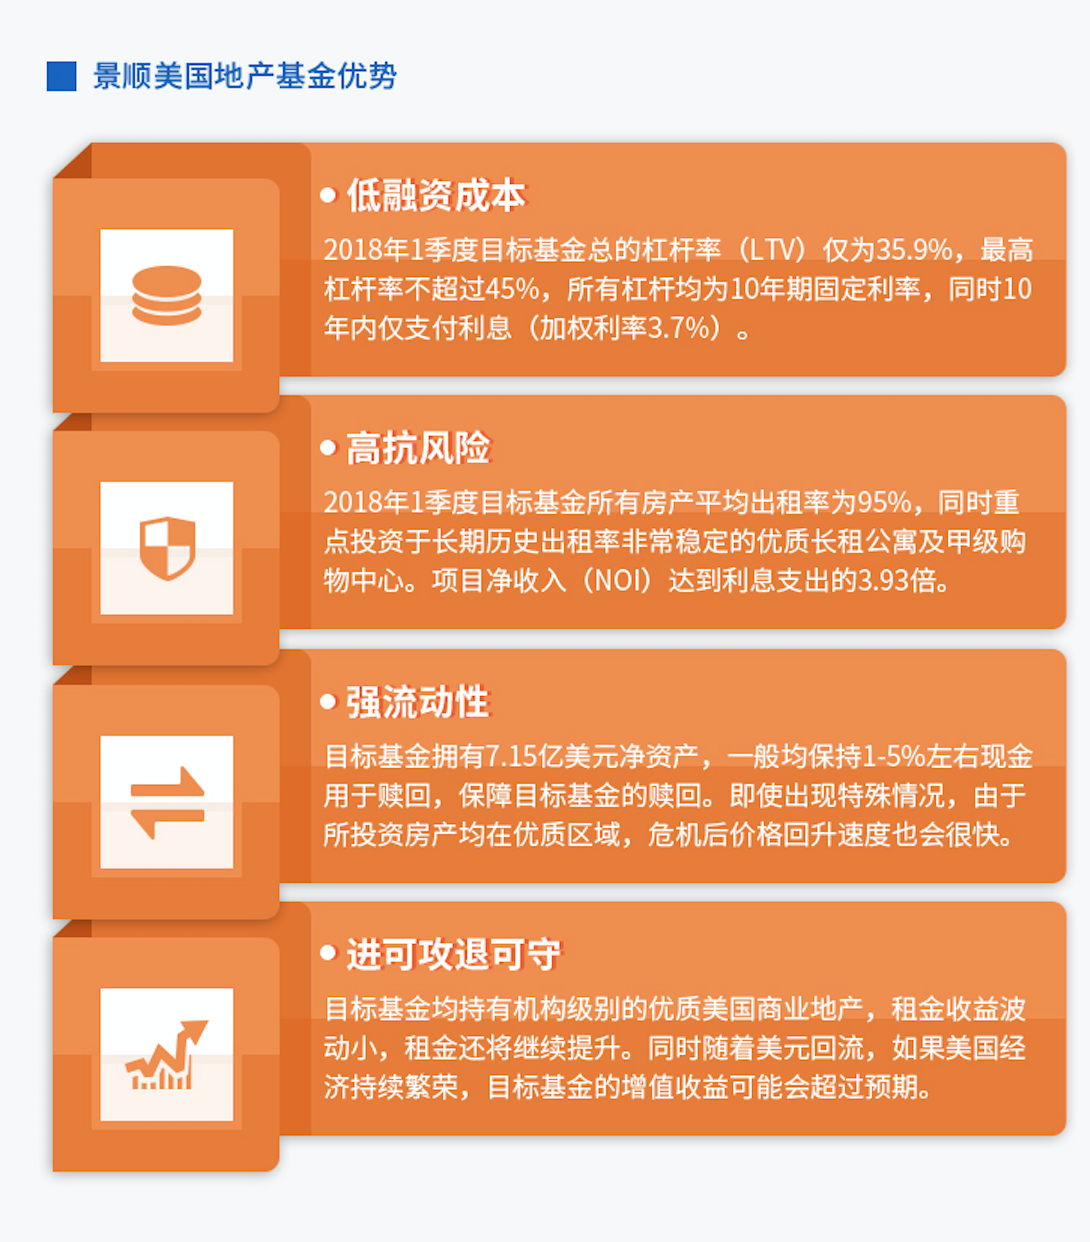 景顺美国地产基金优势
• 低融资成本
2018年1季度目标基金总的杠杆率（LTV）仅为35.9%，最高
杠杆率不超过45%，所有杠杆均为10年期固定利率，同时10
年内仅支付利息（加权利率3.7%）。
• 高抗风险
2018年1季度目标基金所有房产平均出租率为95%，同时重
点投资于长期历史出租率非常稳定的优质长租公寓及甲级购
物中心。项目净收入（NOI）达到利息支出的3.93倍。
• 强流动性
目标基金拥有7.15亿美元净资产，一般均保持1-5%左右现金
用于赎回，保障目标基金的赎回。即使出现特殊情况，由于
所投资房产均在优质区域，危机后价格回升速度也会很快。
• 进可攻退可守
目标基金均持有机构级别的优质美国商业地产，租金收益波
动小，租金还将继续提升。同时随着美元回流，如果美国经
济持续繁荣，目标基金的增值收益可能会超过预期。